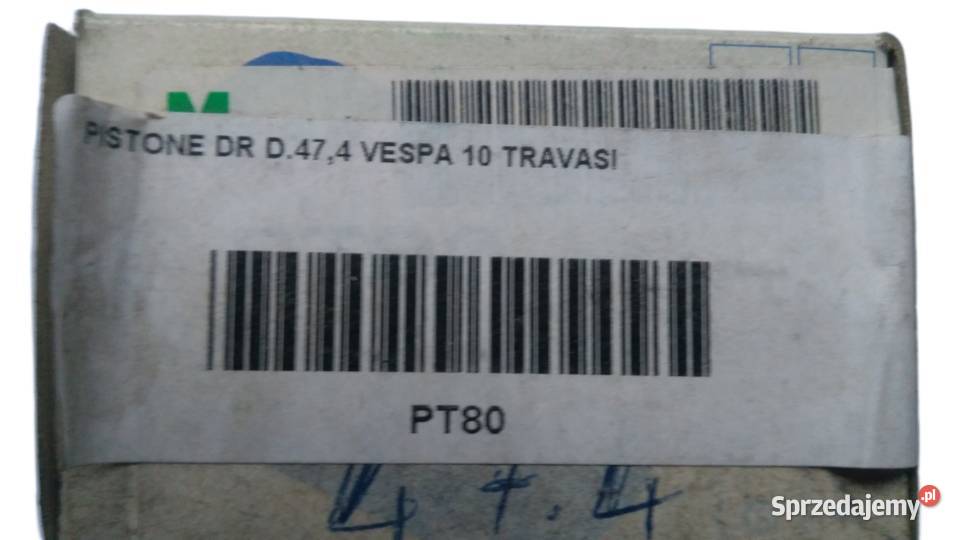 M
PISTONE DR D.47,4 VESPA 10 TRAVASI
PT80
47.4
Sprzedajemy.pl